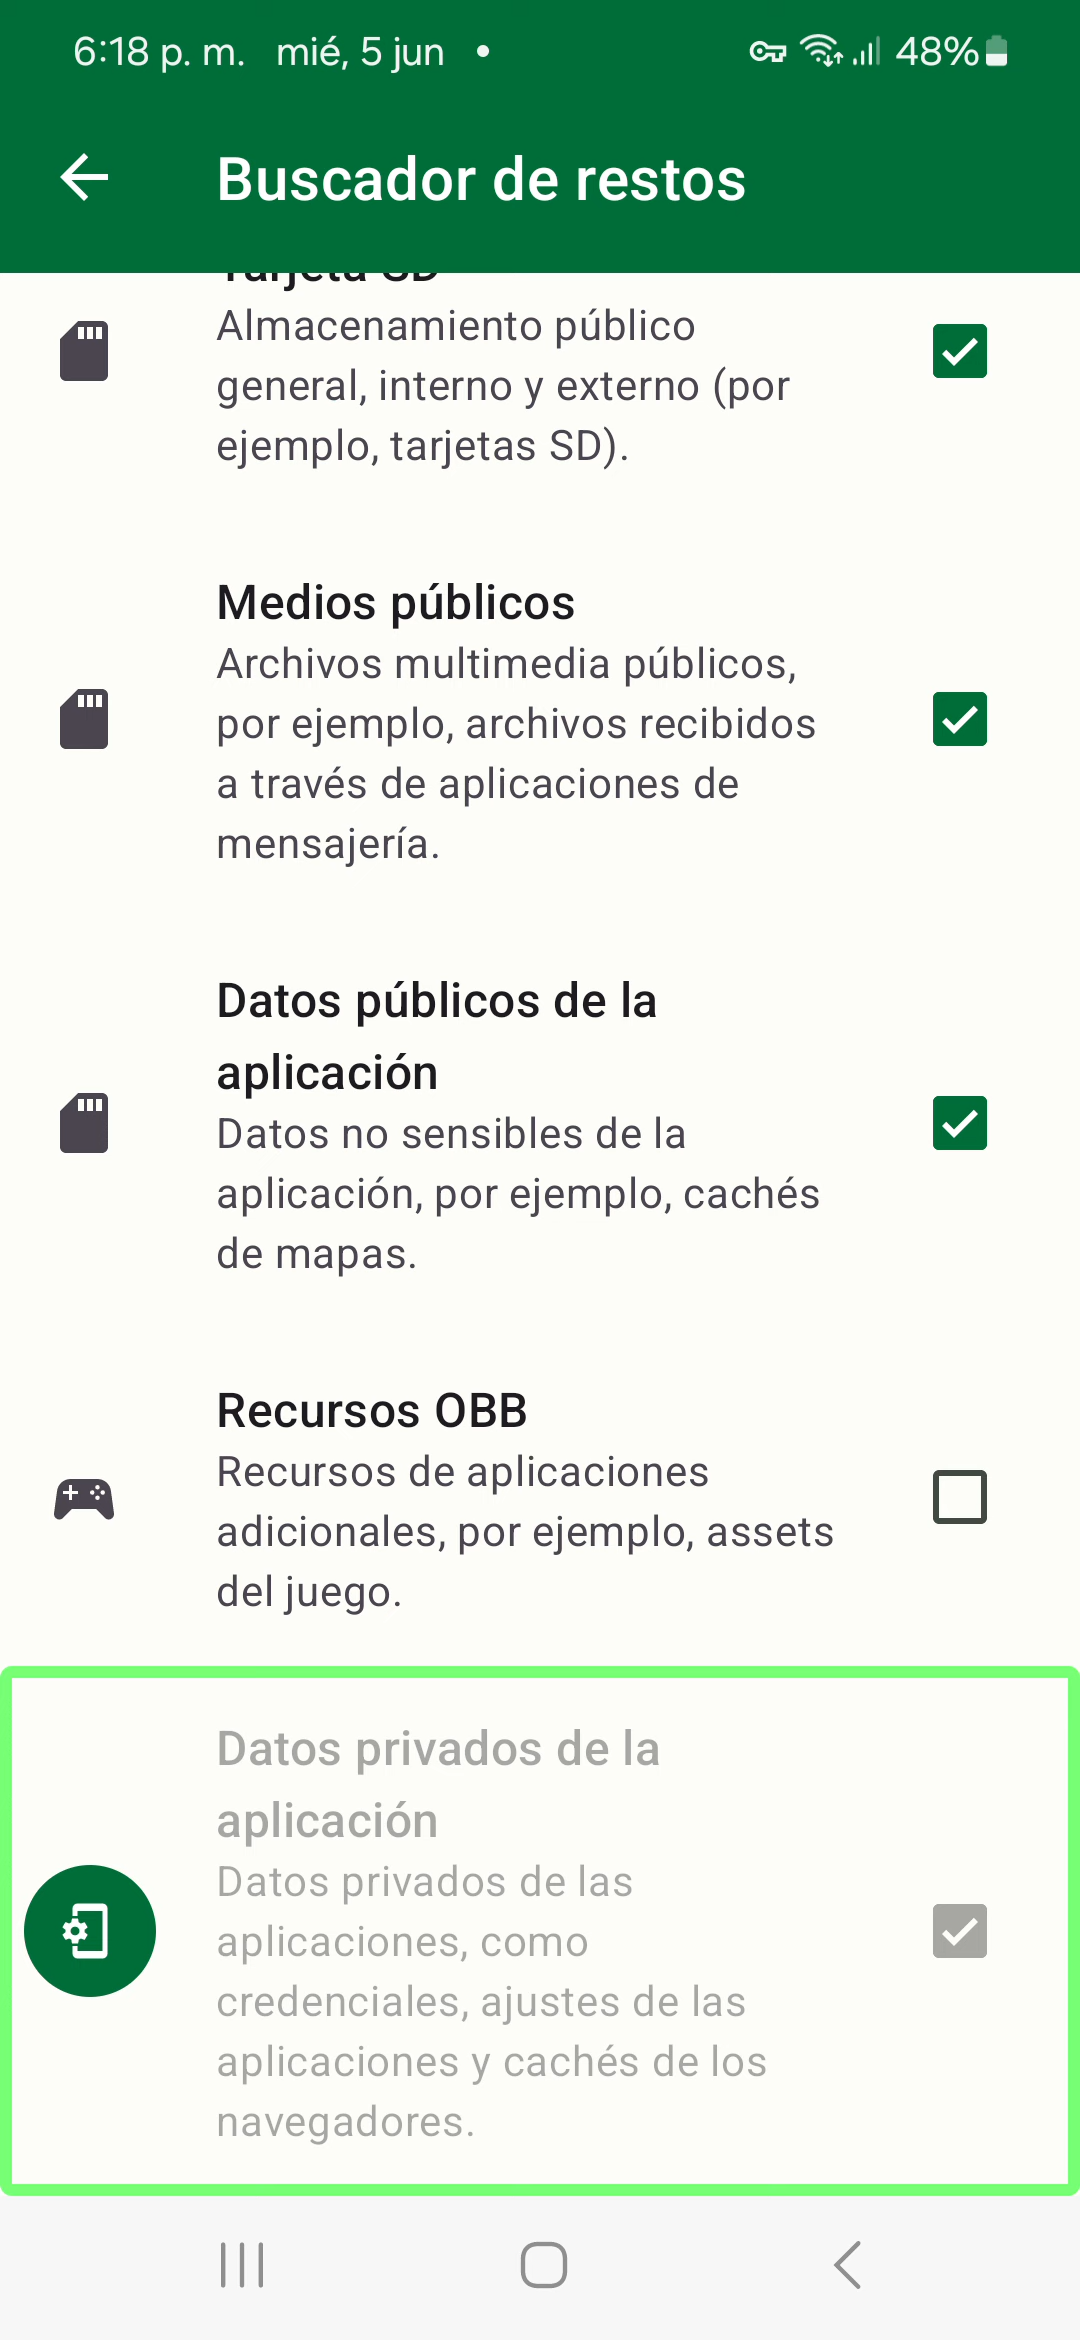 6:18 p. m. mié, 5 jun • 48%
Buscador de restos
Tarjeta SD
Almacenamiento público
general, interno y externo (por
ejemplo, tarjetas SD).
Medios públicos
Archivos multimedia públicos,
por ejemplo, archivos recibidos
a través de aplicaciones de
mensajería.
Datos públicos de la
aplicación
Datos no sensibles de la
aplicación, por ejemplo, cachés
de mapas.
Recursos OBB
Recursos de aplicaciones
adicionales, por ejemplo, assets
del juego.
Datos privados de la
aplicación
Datos privados de las
aplicaciones, como
credenciales, ajustes de las
aplicaciones y cachés de los
navegadores.